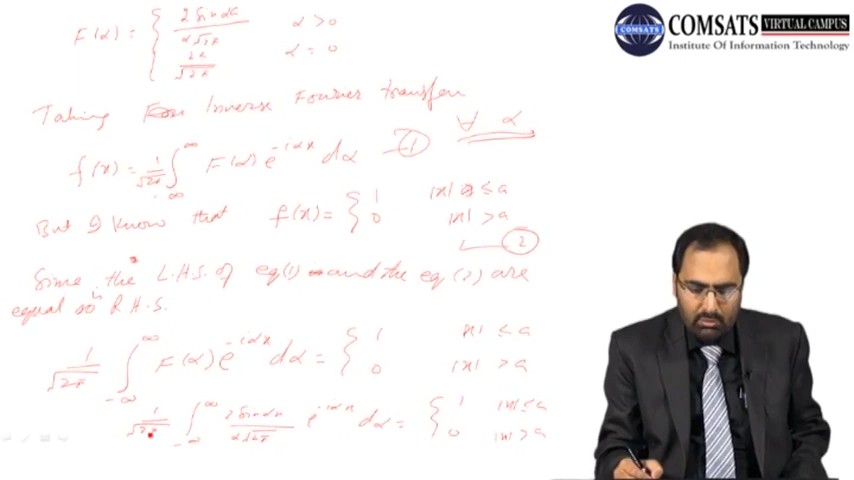 F(α) = { 2 Sin αa / α√2π    α > 0
2a / √2π    α = 0
COMSATS VIRTUAL CAMPUS
COMSATS
Institute Of Information Technology
Taking Inverse Fourier transform
f(x) = 1/√2π ∫_{-∞}^{∞} F(α) e^{-iαx} dα — (1)    ∀ α
But I know that f(x) = { 1    |x| ≤ a
0    |x| > a
(2)
Since the L.H.S. of eq(1) and the eq (2) are
equal so is R.H.S.
1/√2π ∫_{-∞}^{∞} F(α) e^{-iαx} dα = { 1    |x| ≤ a
0    |x| > a
1/√2π ∫_{-∞}^{∞} 2 Sin αa / α√2π e^{-iαx} dα = { 1    |x| ≤ a
0    |x| > a